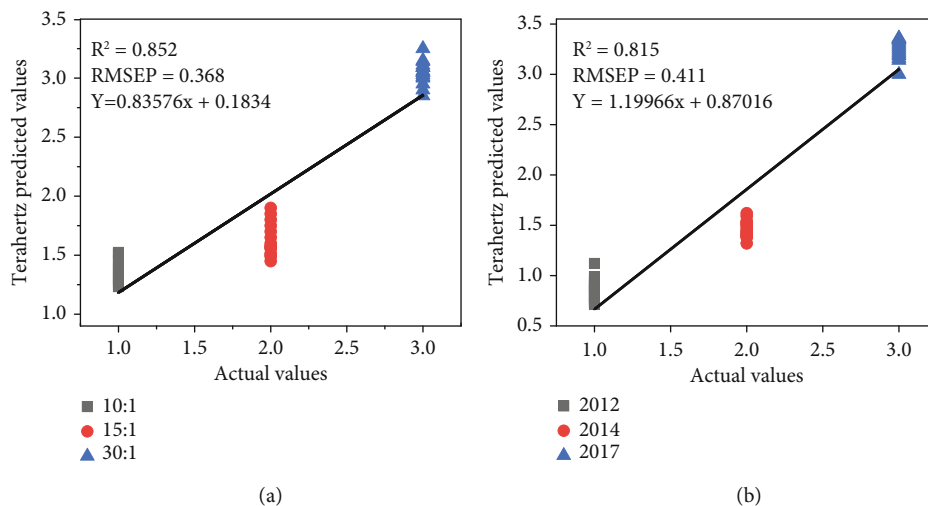 R² = 0.852
RMSEP = 0.368
Y=0.83576x + 0.1834
Terahertz predicted values
3.5
3.0
2.5
2.0
1.5
1.0
1.0
1.5
2.0
2.5
3.0
Actual values
10:1
15:1
30:1
(a)
R² = 0.815
RMSEP = 0.411
Y = 1.19966x + 0.87016
Terahertz predicted values
3.5
3.0
2.5
2.0
1.5
1.0
0.5
1.0
1.5
2.0
2.5
3.0
Actual values
2012
2014
2017
(b)